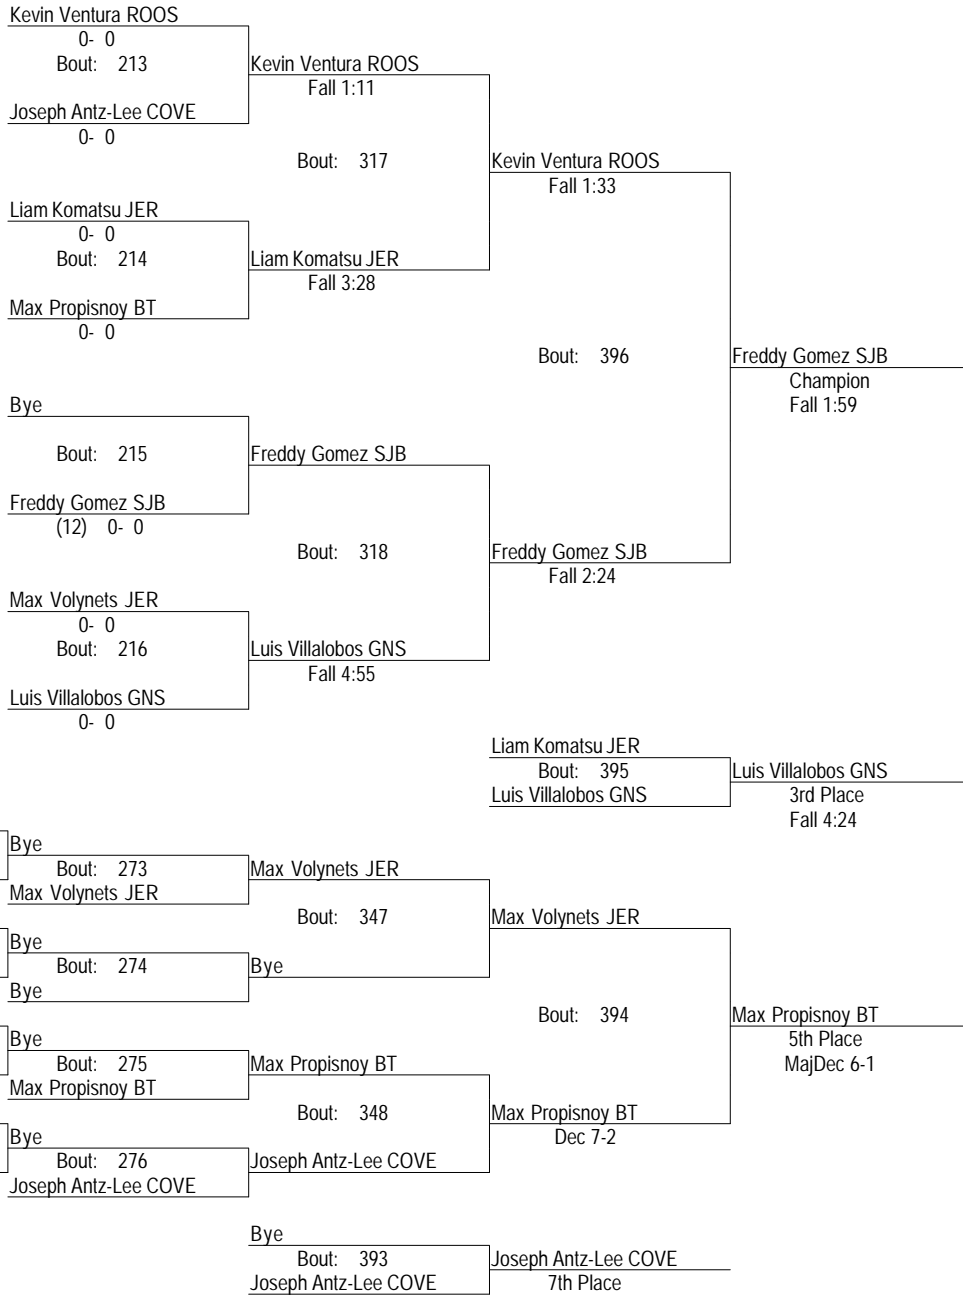 Kevin Ventura ROOS
0- 0
Bout: 213
Kevin Ventura ROOS
Fall 1:11
Joseph Antz-Lee COVE
0- 0
Bout: 317
Kevin Ventura ROOS
Fall 1:33
Liam Komatsu JER
0- 0
Bout: 214
Liam Komatsu JER
Fall 3:28
Max Propisnoy BT
0- 0
Bout: 396
Freddy Gomez SJB
Champion
Fall 1:59
Bye
Bout: 215
Freddy Gomez SJB
Freddy Gomez SJB
(12) 0- 0
Bout: 318
Freddy Gomez SJB
Fall 2:24
Max Volynets JER
0- 0
Bout: 216
Luis Villalobos GNS
Fall 4:55
Luis Villalobos GNS
0- 0
Liam Komatsu JER
Bout: 395
Luis Villalobos GNS
Luis Villalobos GNS
3rd Place
Fall 4:24
Bye
Bout: 273
Max Volynets JER
Max Volynets JER
Bout: 347
Max Volynets JER
Bye
Bout: 274
Bye
Bye
Bout: 394
Max Propisnoy BT
5th Place
MajDec 6-1
Bye
Bout: 275
Max Propisnoy BT
Max Propisnoy BT
Bout: 348
Max Propisnoy BT
Dec 7-2
Bye
Bout: 276
Joseph Antz-Lee COVE
Joseph Antz-Lee COVE
Bye
Bout: 393
Joseph Antz-Lee COVE
Joseph Antz-Lee COVE
7th Place